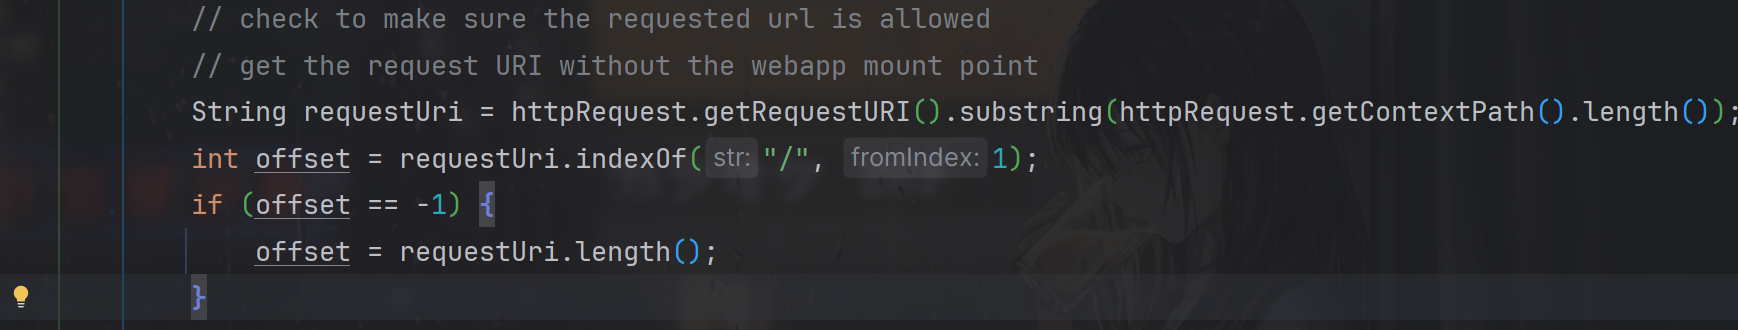 // check to make sure the requested url is allowed
// get the request URI without the webapp mount point
String requestUri = httpRequest.getRequestURI().substring(httpRequest.getContextPath().length());
int offset = requestUri.indexOf( str: "/", fromIndex: 1);
if (offset == -1) {
offset = requestUri.length();
}